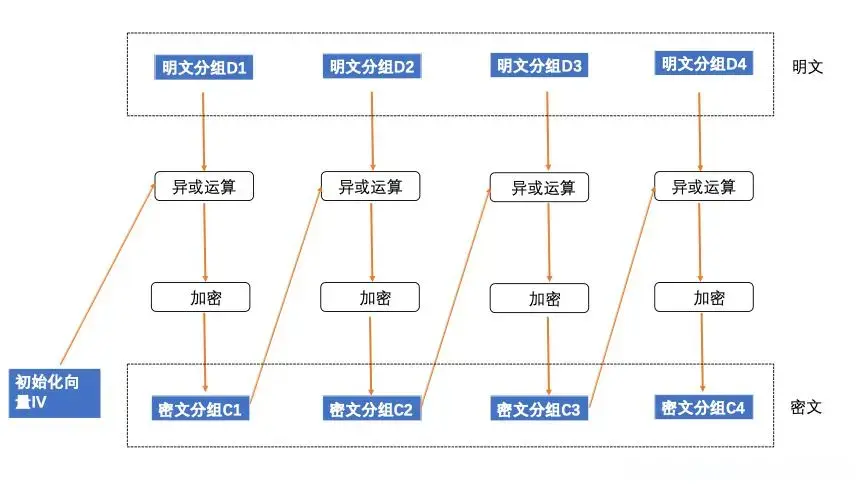 明文分组D1
明文分组D2
明文分组D3
明文分组D4
明文
异或运算
异或运算
异或运算
异或运算
加密
加密
加密
加密
初始化向
量IV
密文分组C1
密文分组C2
密文分组C3
密文分组C4
密文